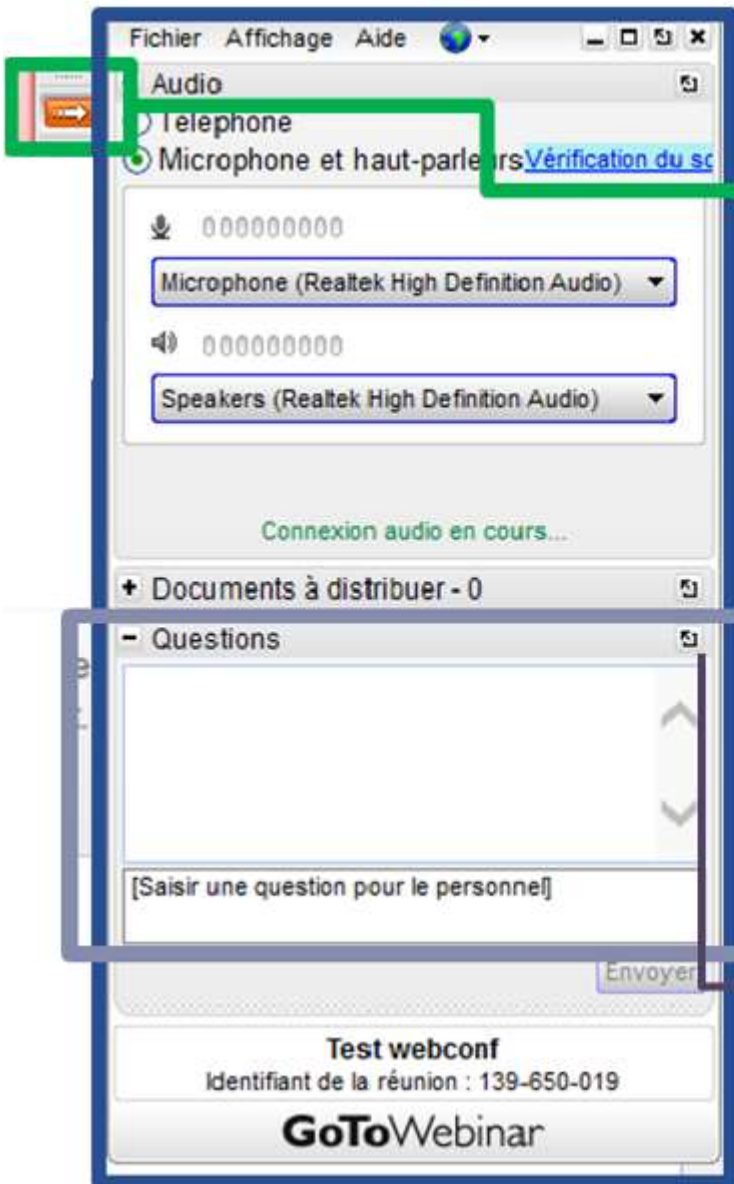 Fichier Affichage Aide
Audio
Telephone
Microphone et haut-parleurs Vérification du so
000000000
Microphone (Realtek High Definition Audio)
000000000
Speakers (Realtek High Definition Audio)
Connexion audio en cours...
+ Documents à distribuer - 0
- Questions
[Saisir une question pour le personnel]
Envoyer
Test webconf
Identifiant de la réunion : 139-650-019
GoToWebinar